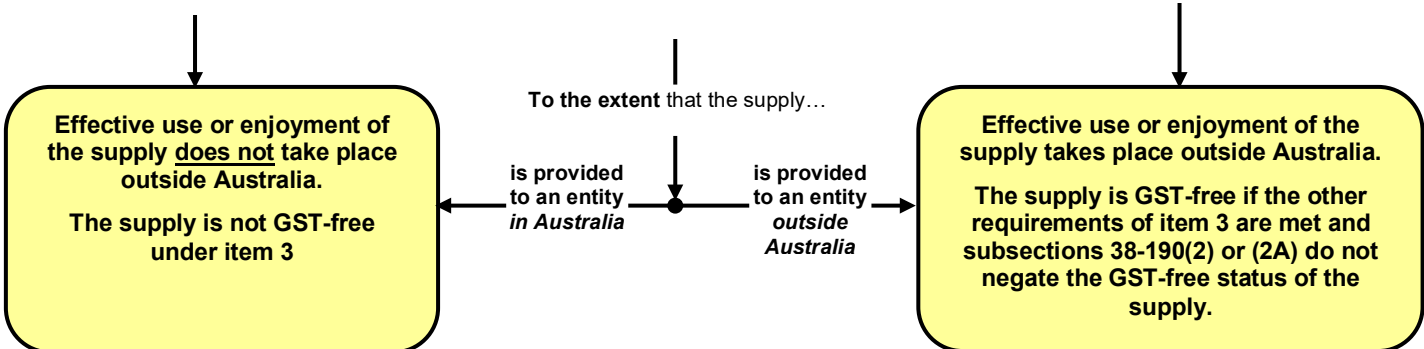 Effective use or enjoyment of
the supply does not take place
outside Australia.
The supply is not GST-free
under item 3
To the extent that the supply…
is provided
to an entity
in Australia
is provided
to an entity
outside
Australia
Effective use or enjoyment of the
supply takes place outside Australia.
The supply is GST-free if the other
requirements of item 3 are met and
subsections 38-190(2) or (2A) do not
negate the GST-free status of the
supply.